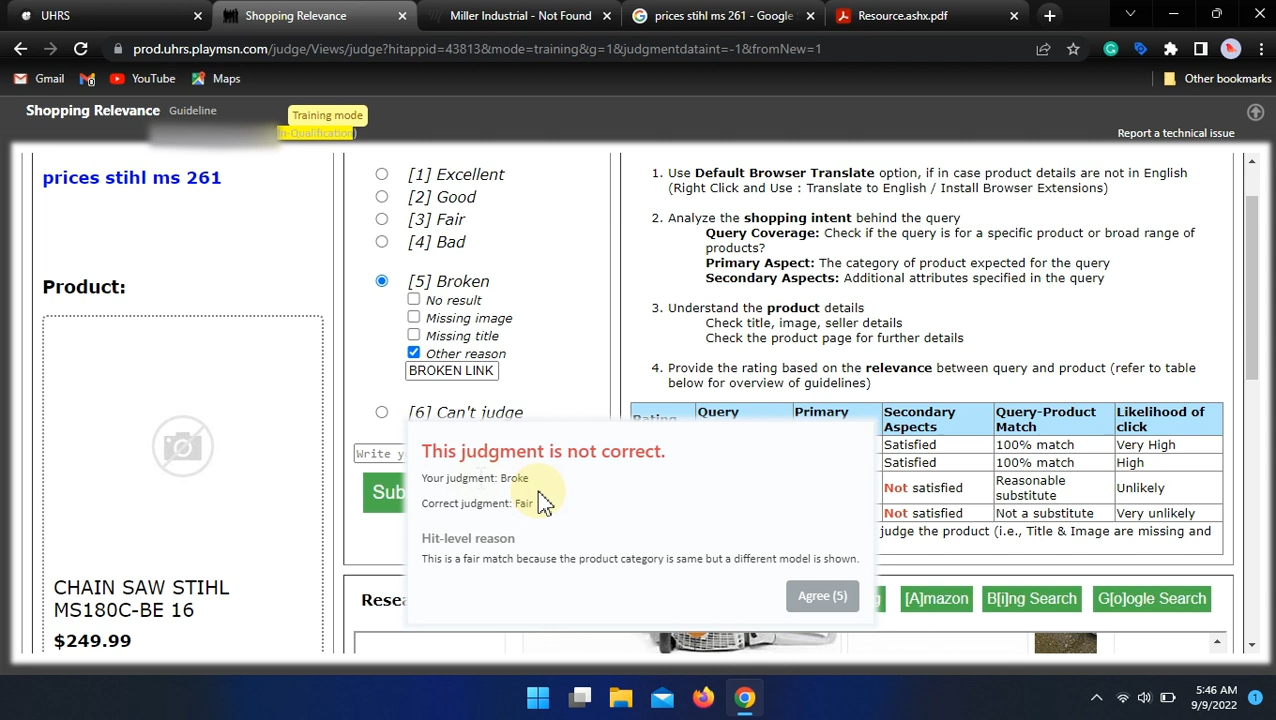 UHRS
Shopping Relevance
Miller Industrial - Not Found
prices stihl ms 261 - Google
Resource.ashx.pdf
prod.uhrs.playmsn.com/judge/Views/judge?hitappid=43813&mode=training&g=1&judgmentdataint=-1&fromNew=1
Gmail
YouTube
Maps
Other bookmarks
Shopping Relevance
Guideline
Training mode
n-Qualification)
Report a technical issue
prices stihl ms 261
Product:
CHAIN SAW STIHL
MS180C-BE 16
$249.99
[1] Excellent
[2] Good
[3] Fair
[4] Bad
[5] Broken
No result
Missing image
Missing title
Other reason
BROKEN LINK
[6] Can't judge
Write y
Sub
1. Use Default Browser Translate option, if in case product details are not in English
(Right Click and Use : Translate to English / Install Browser Extensions)
2. Analyze the shopping intent behind the query
Query Coverage: Check if the query is for a specific product or broad range of
products?
Primary Aspect: The category of product expected for the query
Secondary Aspects: Additional attributes specified in the query
3. Understand the product details
Check title, image, seller details
Check the product page for further details
4. Provide the rating based on the relevance between query and product (refer to table
below for overview of guidelines)
Rating Query Primary Secondary Aspects Query-Product Match Likelihood of click
Satisfied 100% match Very High
Satisfied 100% match High
Not satisfied Reasonable substitute Unlikely
Not satisfied Not a substitute Very unlikely
judge the product (i.e., Title & Image are missing and
This judgment is not correct.
Your judgment: Broke
Correct judgment: Fair
Hit-level reason
This is a fair match because the product category is same but a different model is shown.
Agree (5)
Resea
g
[A]mazon
B[i]ng Search
G[o]ogle Search
5:46 AM
9/9/2022
1